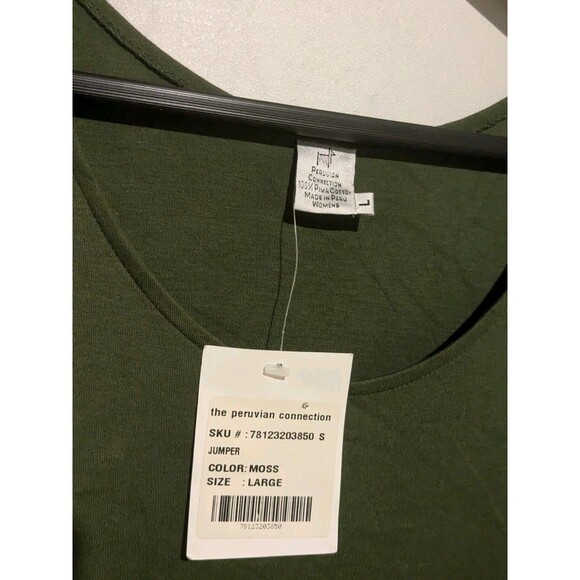 PERUVIAN
CONNECTION
100% PIMA COTTON
MADE IN PERU
WOMENS
L
the peruvian connection
SKU # : 78123203850 S
JUMPER
COLOR: MOSS
SIZE : LARGE
78123203850